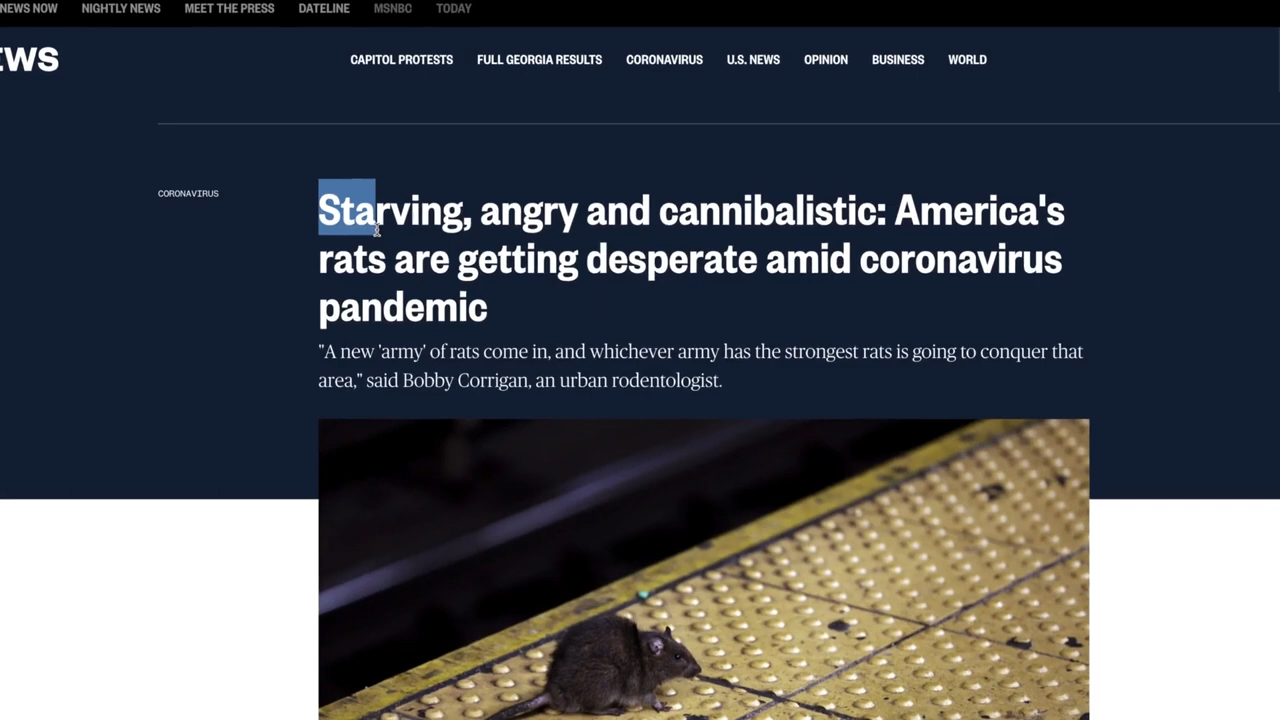 NEWS NOW NIGHTLY NEWS MEET THE PRESS DATELINE MSNBC TODAY
EWS
CAPITOL PROTESTS FULL GEORGIA RESULTS CORONAVIRUS U.S. NEWS OPINION BUSINESS WORLD
CORONAVIRUS
Starving, angry and cannibalistic: America's
rats are getting desperate amid coronavirus
pandemic
"A new 'army' of rats come in, and whichever army has the strongest rats is going to conquer that
area," said Bobby Corrigan, an urban rodentologist.